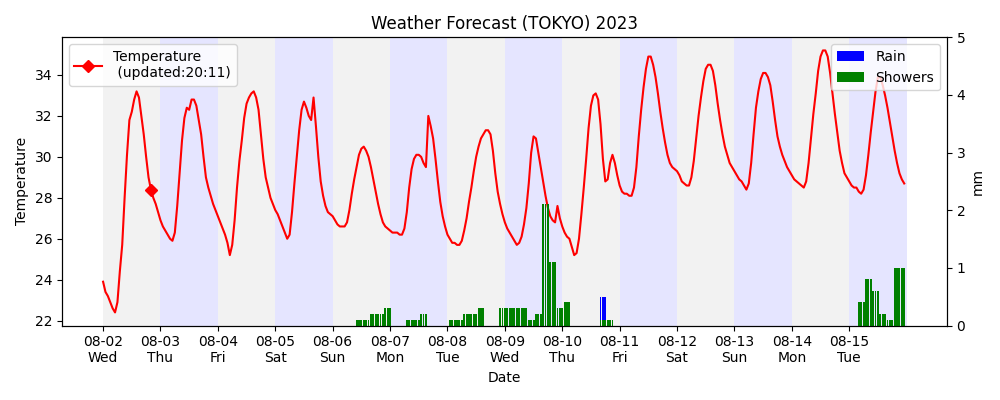 Weather Forecast (TOKYO) 2023
Temperature
(updated:20:11)
Rain
Showers
Temperature
34
32
30
28
26
24
22
5
4
3
2
1
0
mm
08-02 08-03 08-04 08-05 08-06 08-07 08-08 08-09 08-10 08-11 08-12 08-13 08-14 08-15
Wed Thu Fri Sat Sun Mon Tue Wed Thu Fri Sat Sun Mon Tue
Date